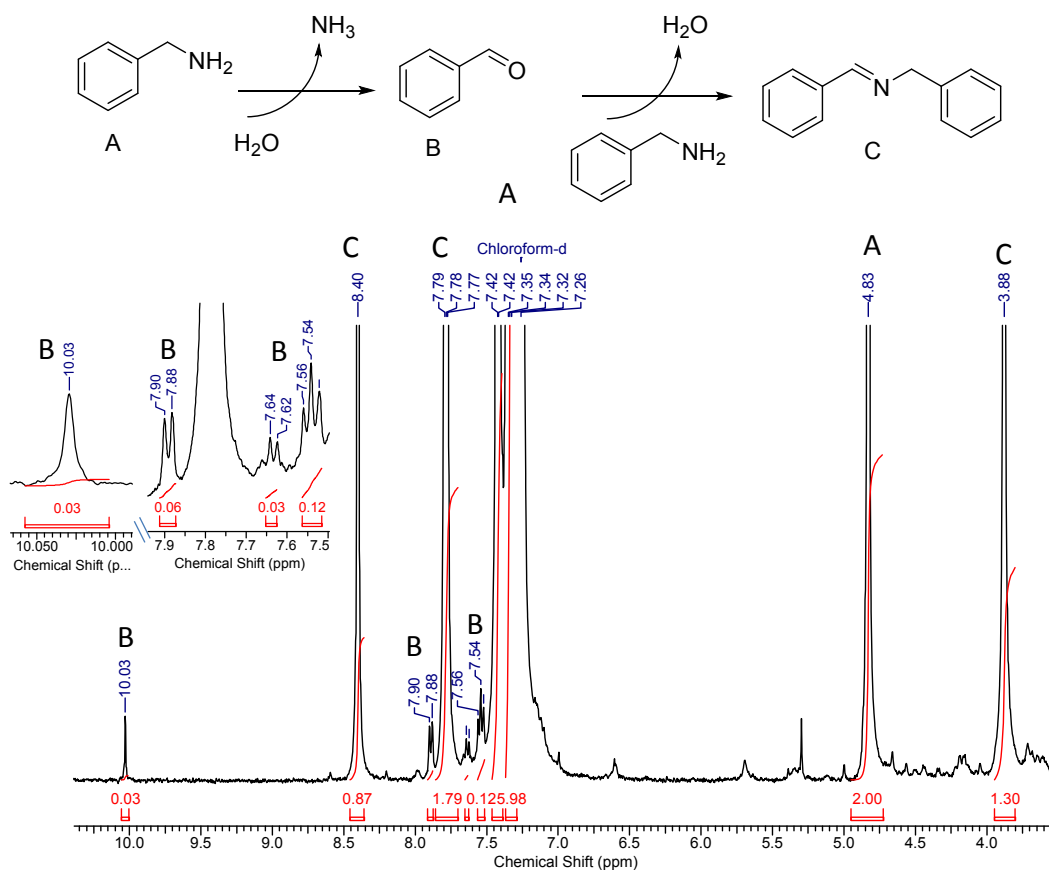 NH3
H2O
NH2
O
N
H2O
NH2
A
B
C
A
C
C
A
C
Chloroform-d
8.40
7.79
7.78
7.77
7.42
7.42
7.35
7.34
7.32
7.26
4.83
3.88
B
B
B
10.03
7.90
7.88
7.64
7.62
7.56
7.54
0.03
0.06
0.03
0.12
10.050
10.000
7.9
7.8
7.7
7.6
7.5
Chemical Shift (p...
Chemical Shift (ppm)
B
B
B
10.03
7.90
7.88
7.56
7.54
0.03
0.87
1.79
0.125.98
2.00
1.30
10.0
9.5
9.0
8.5
8.0
7.5
7.0
6.5
6.0
5.5
5.0
4.5
4.0
Chemical Shift (ppm)